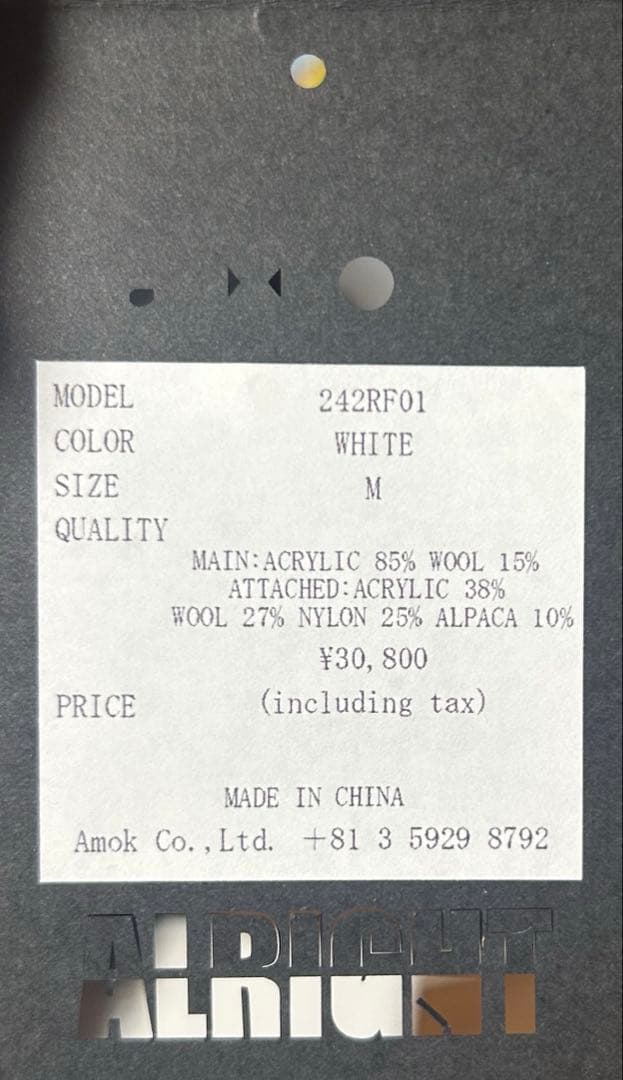 MODEL 242RF01
COLOR WHITE
SIZE M
QUALITY
MAIN:ACRYLIC 85% WOOL 15%
ATTACHED:ACRYLIC 38%
WOOL 27% NYLON 25% ALPACA 10%
¥30,800
PRICE (including tax)
MADE IN CHINA
Amok Co.,Ltd. +81 3 5929 8792
ALRIGHT